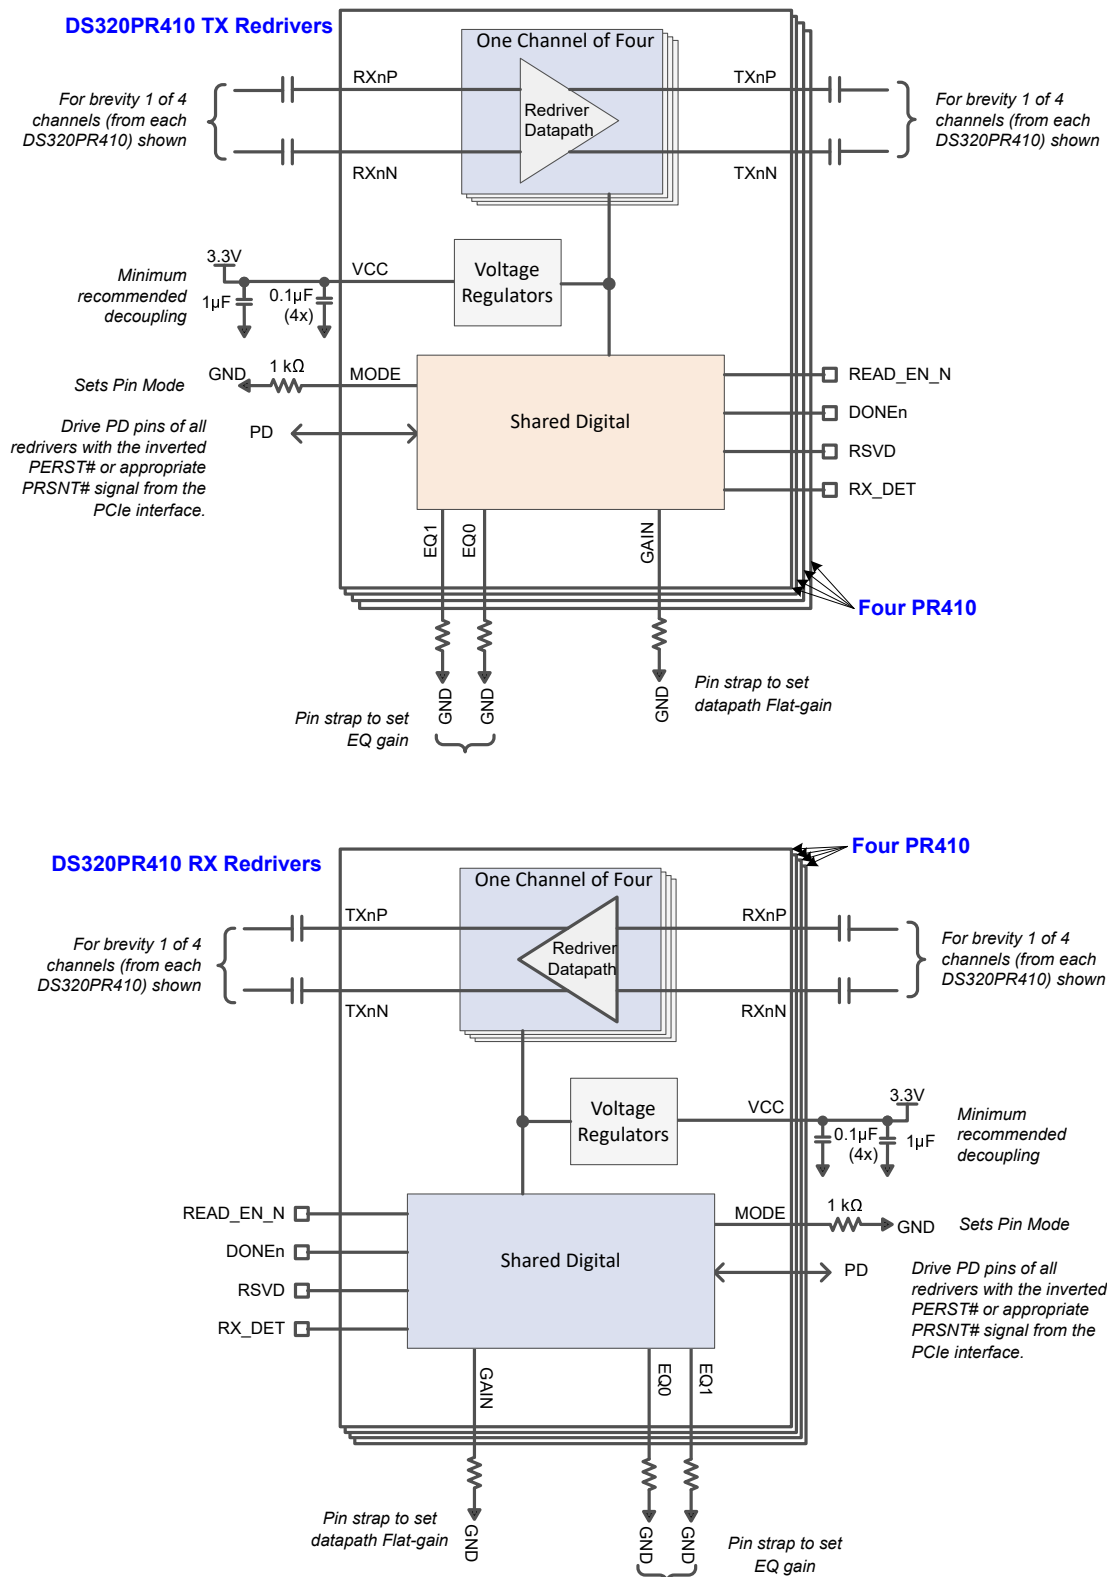 DS320PR410 TX Redrivers
One Channel of Four
RXnP
TXnP
For brevity 1 of 4
channels (from each
DS320PR410) shown
Redriver
Datapath
For brevity 1 of 4
channels (from each
DS320PR410) shown
RXnN
TXnN
3.3V
VCC
Minimum
recommended
decoupling
1µF
0.1µF
(4x)
Voltage
Regulators
Sets Pin Mode
GND
1 kΩ
MODE
READ_EN_N
Drive PD pins of all
redrivers with the inverted
PERST# or appropriate
PRSNT# signal from the
PCIe interface.
PD
Shared Digital
DONEn
RSVD
RX_DET
EQ1
EQ0
GAIN
Four PR410
GND
GND
GND
Pin strap to set
EQ gain
Pin strap to set
datapath Flat-gain
DS320PR410 RX Redrivers
Four PR410
One Channel of Four
TXnP
RXnP
For brevity 1 of 4
channels (from each
DS320PR410) shown
Redriver
Datapath
For brevity 1 of 4
channels (from each
DS320PR410) shown
TXnN
RXnN
Voltage
Regulators
VCC
3.3V
0.1µF
(4x)
1µF
Minimum
recommended
decoupling
READ_EN_N
DONEn
RSVD
RX_DET
Shared Digital
MODE
1 kΩ
GND
Sets Pin Mode
PD
Drive PD pins of all
redrivers with the inverted
PERST# or appropriate
PRSNT# signal from the
PCIe interface.
GAIN
EQ0
EQ1
Pin strap to set
datapath Flat-gain
GND
GND
GND
Pin strap to set
EQ gain